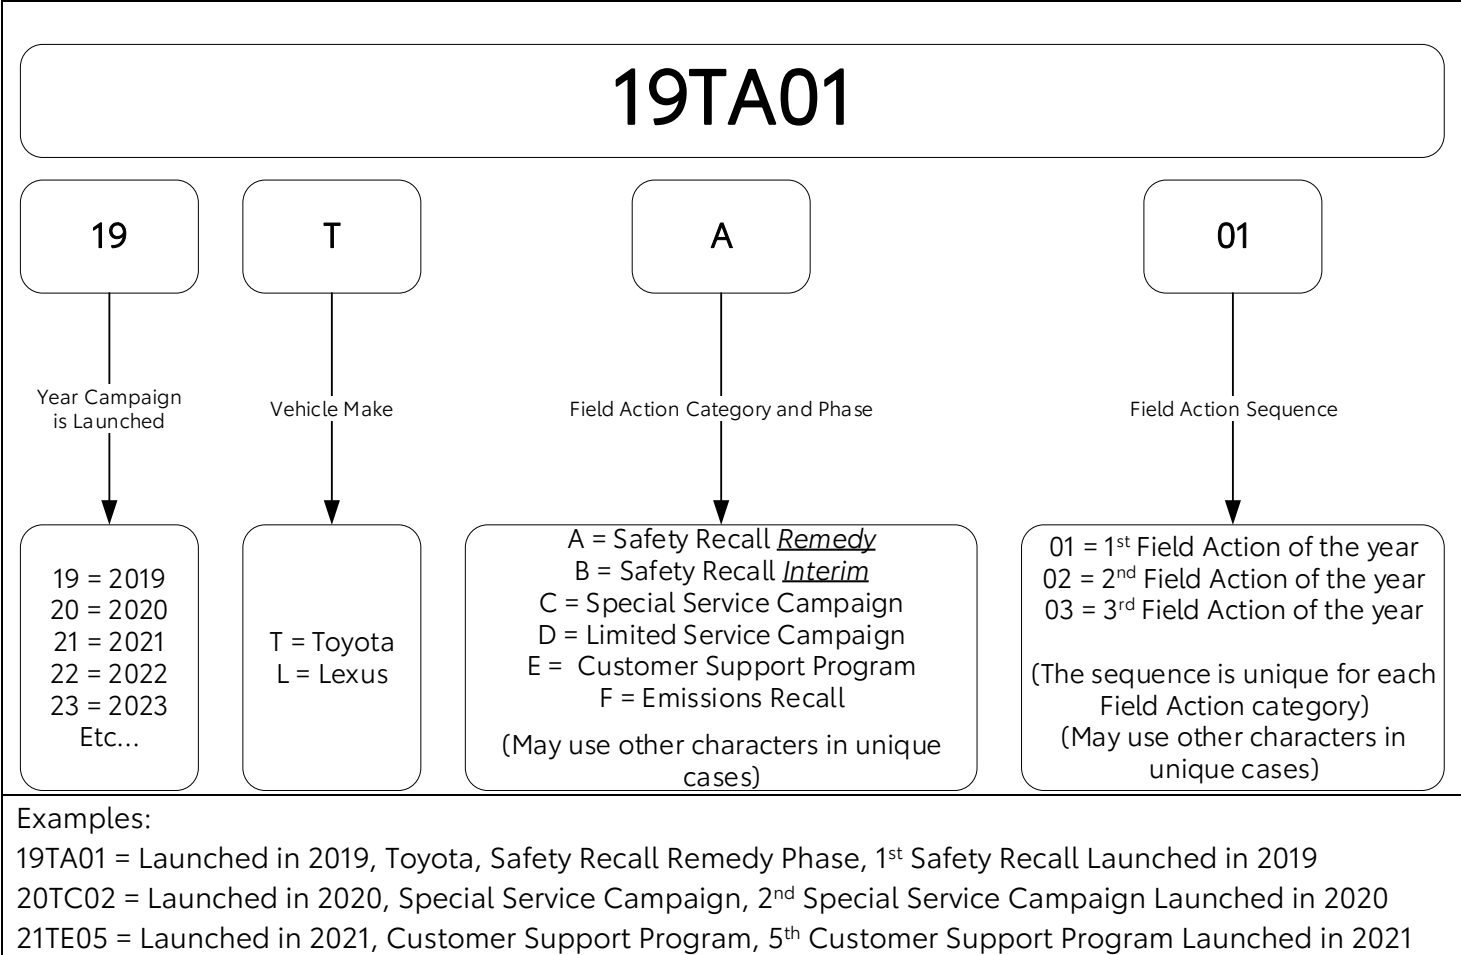 19TA01
19
T
A
01
Year Campaign
is Launched
Vehicle Make
Field Action Category and Phase
Field Action Sequence
19 = 2019
20 = 2020
21 = 2021
22 = 2022
23 = 2023
Etc...
T = Toyota
L = Lexus
A = Safety Recall Remedy
B = Safety Recall Interim
C = Special Service Campaign
D = Limited Service Campaign
E =  Customer Support Program
F = Emissions Recall
(May use other characters in unique
cases)
01 = 1st Field Action of the year
02 = 2nd Field Action of the year
03 = 3rd Field Action of the year
(The sequence is unique for each
Field Action category)
(May use other characters in
unique cases)
Examples:
19TA01 = Launched in 2019, Toyota, Safety Recall Remedy Phase, 1st Safety Recall Launched in 2019
20TC02 = Launched in 2020, Special Service Campaign, 2nd Special Service Campaign Launched in 2020
21TE05 = Launched in 2021, Customer Support Program, 5th Customer Support Program Launched in 2021